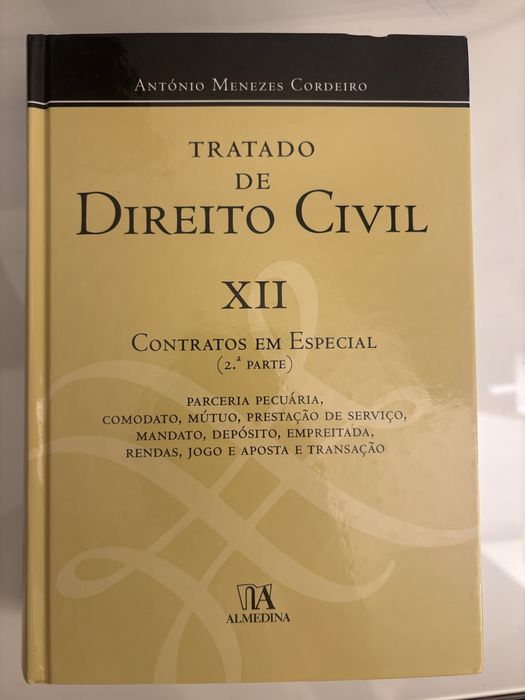 António Menezes Cordeiro
Tratado
de
Direito Civil
XII
Contratos em Especial
(2.ª parte)
parceria pecuária,
comodato, mútuo, prestação de serviço,
mandato, depósito, empreitada,
rendas, jogo e aposta e transação
ALMEDINA